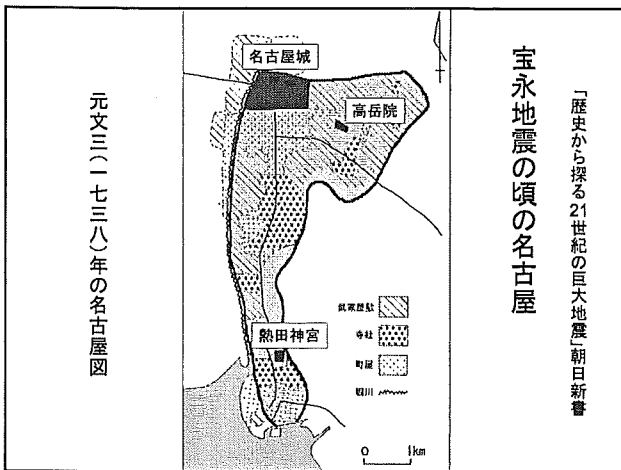 「歴史から探る21世紀の巨大地震」朝日新書
宝永地震の頃の名古屋
名古屋城
高岳院
熱田神宮
武家屋敷
寺社
町屋
堀川
0 1km
元文三(一七三八)年の名古屋図